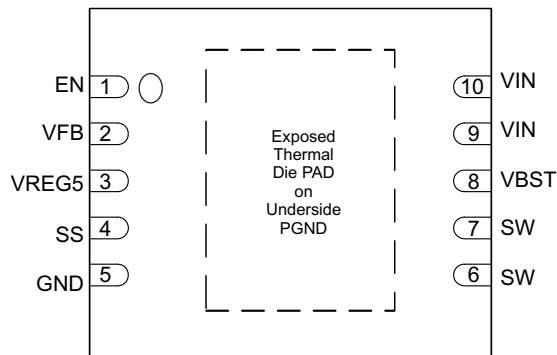 EN 1
VFB 2
VREG5 3
SS 4
GND 5
Exposed
Thermal
Die PAD
on
Underside
PGND
10 VIN
9 VIN
8 VBST
7 SW
6 SW